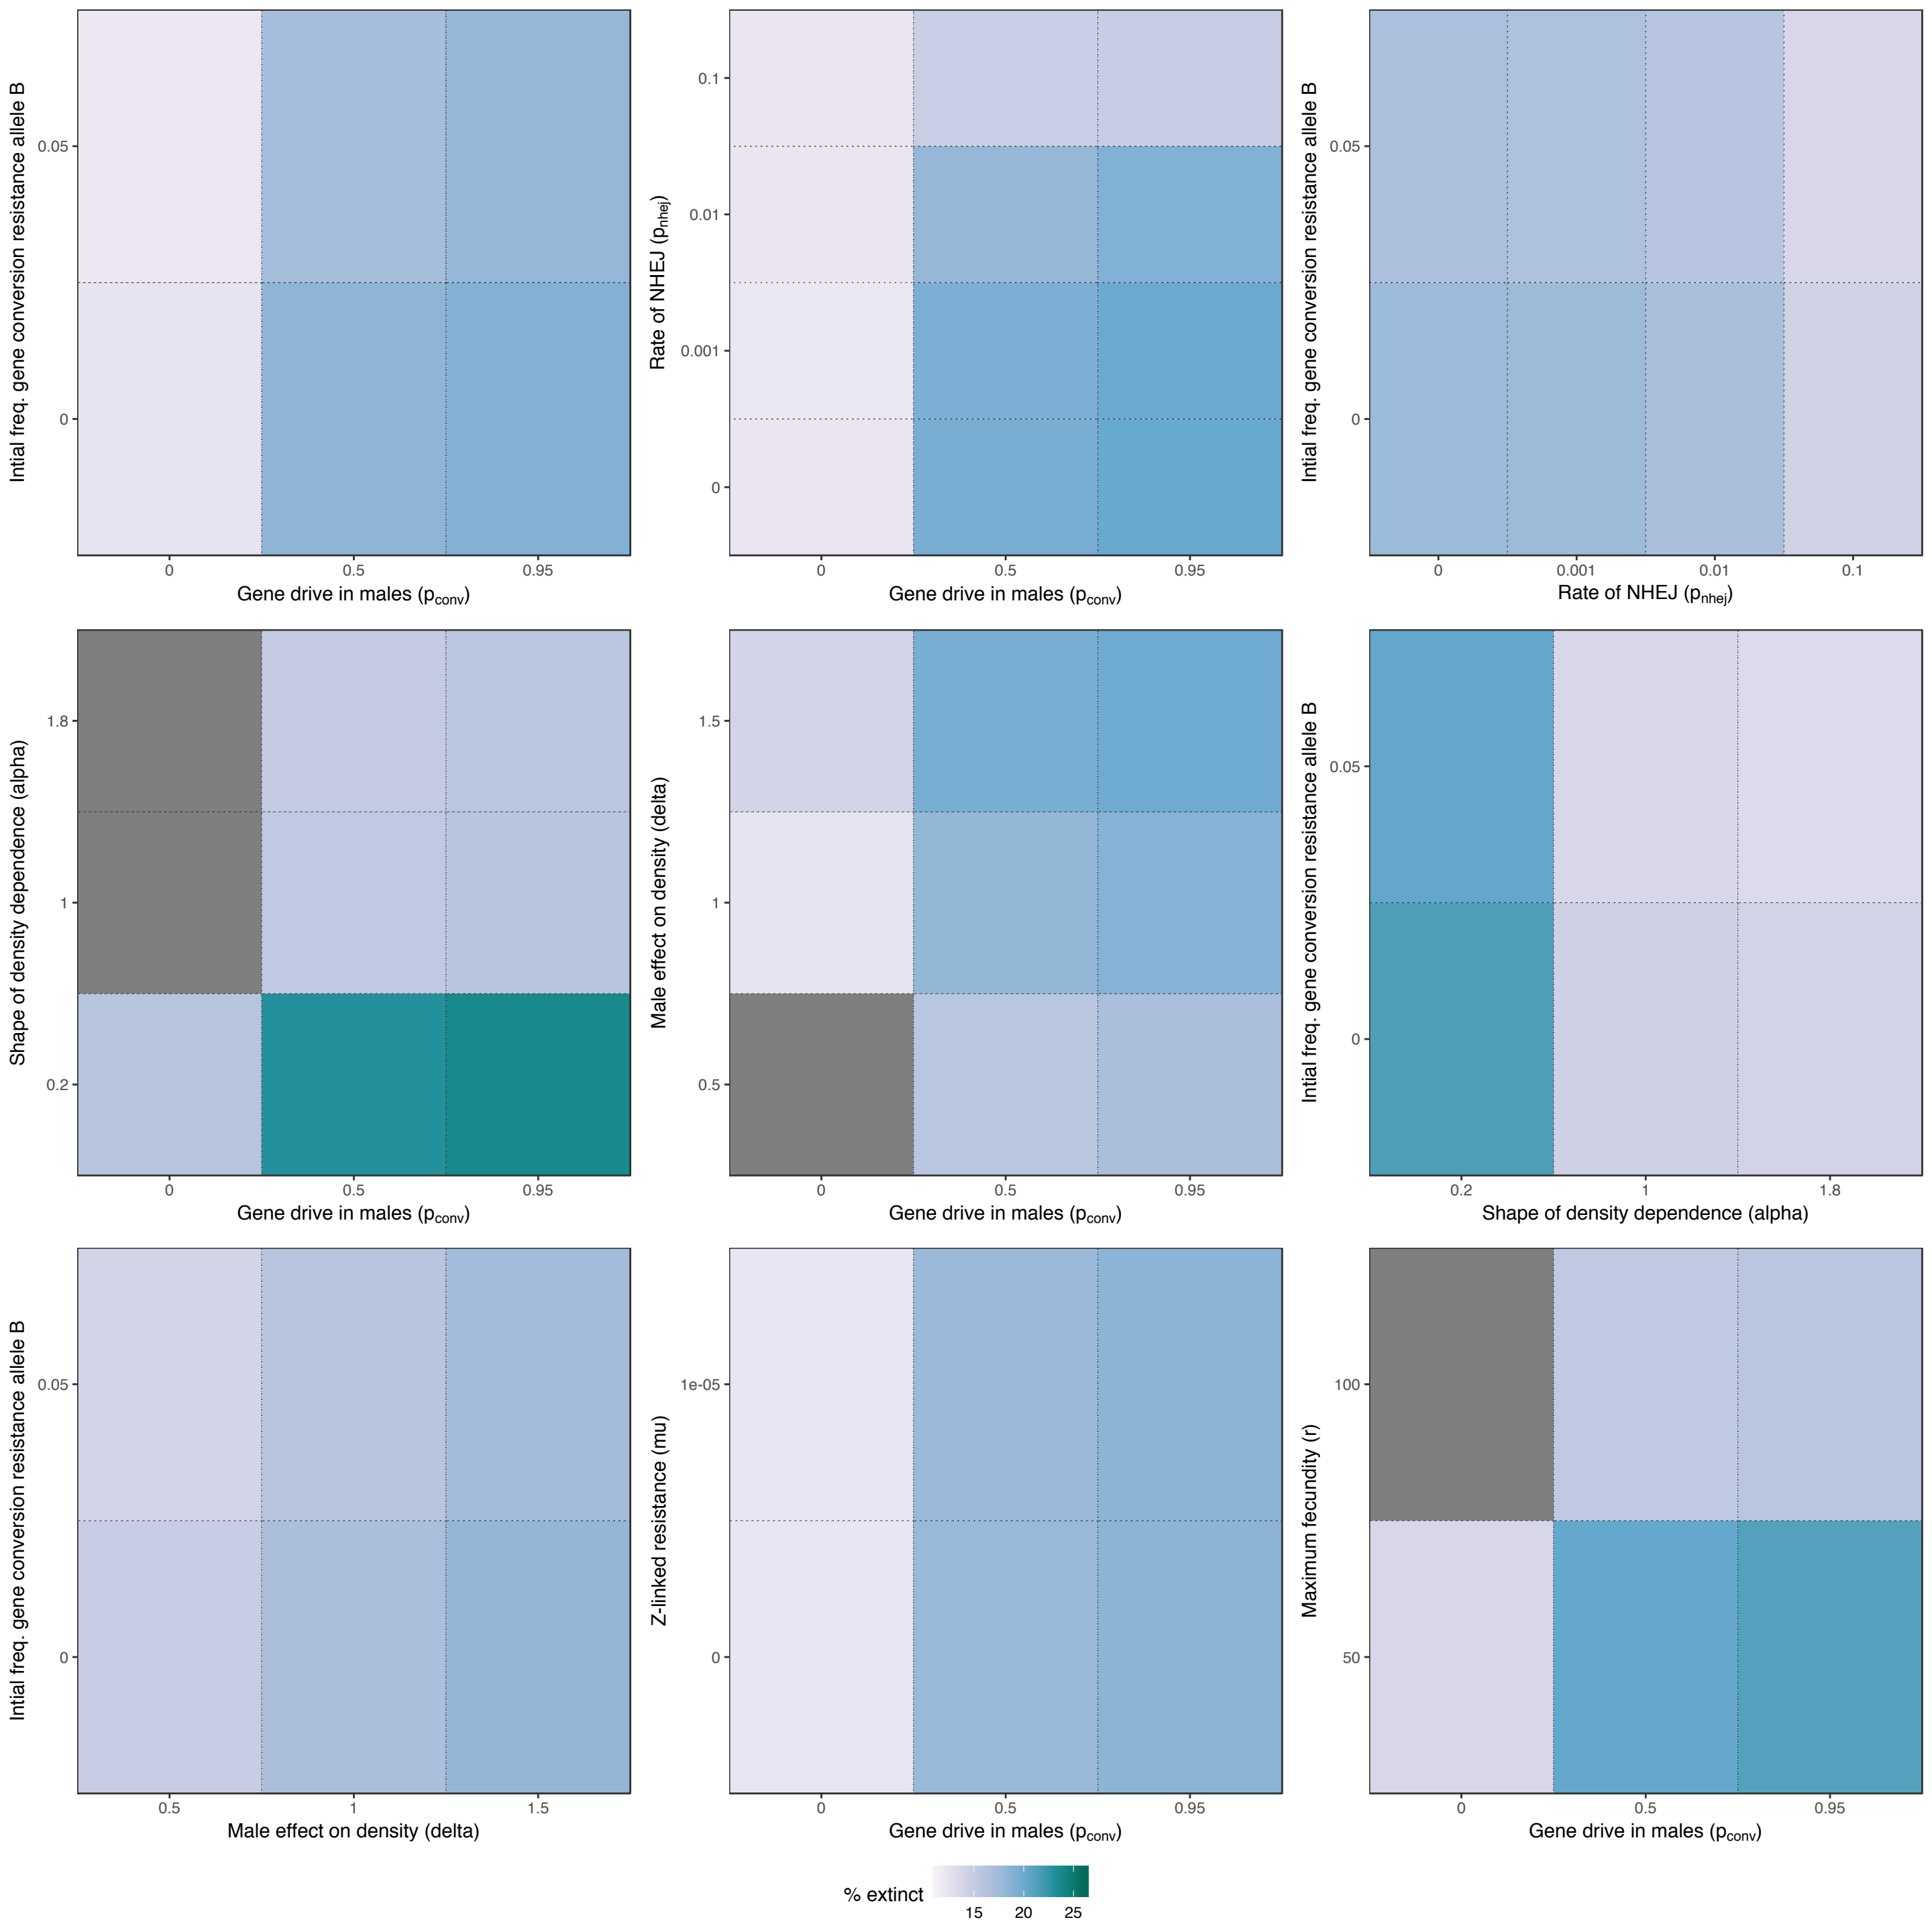 Intial freq. gene conversion resistance allele B
0.05
0
0
0.5
0.95
Gene drive in males (pconv)
Rate of NHEJ (pnhej)
0.1
0.01
0.001
0
0
0.5
0.95
Gene drive in males (pconv)
Intial freq. gene conversion resistance allele B
0.05
0
0
0.001
0.01
0.1
Rate of NHEJ (pnhej)
Shape of density dependence (alpha)
1.8
1
0.2
0
0.5
0.95
Gene drive in males (pconv)
Male effect on density (delta)
1.5
1
0.5
0
0.5
0.95
Gene drive in males (pconv)
Intial freq. gene conversion resistance allele B
0.05
0
0.2
1
1.8
Shape of density dependence (alpha)
Intial freq. gene conversion resistance allele B
0.05
0
0.5
1
1.5
Male effect on density (delta)
Z-linked resistance (mu)
1e-05
0
0
0.5
0.95
Gene drive in males (pconv)
Maximum fecundity (r)
100
50
0
0.5
0.95
Gene drive in males (pconv)
% extinct
15
20
25